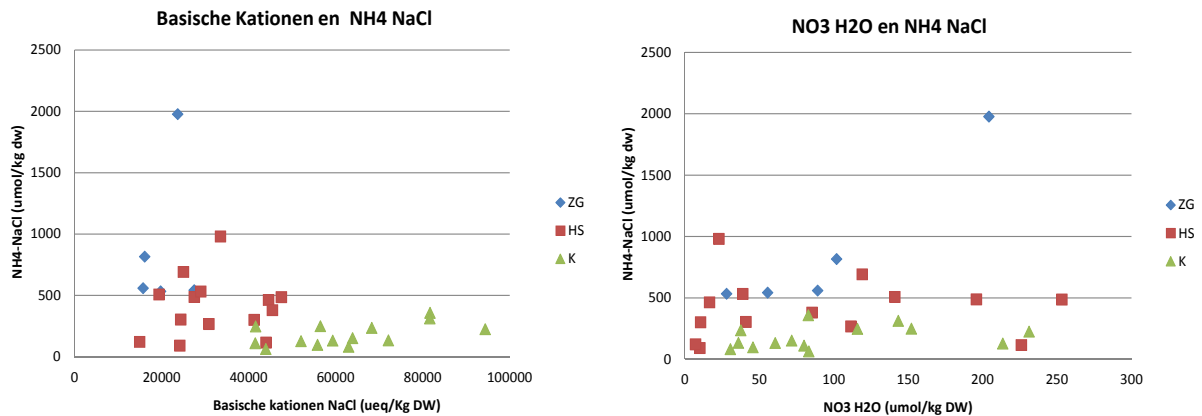 Basische Kationen en NH4 NaCl
NH4-NaCl (umol/kg dw)
2500
2000
1500
1000
500
0
0 20000 40000 60000 80000 100000
Basische kationen NaCl (ueq/Kg DW)
ZG
HS
K
NO3 H2O en NH4 NaCl
NH4-NaCl (umol/kg dw)
2500
2000
1500
1000
500
0
0 50 100 150 200 250 300
NO3 H2O (umol/kg DW)
ZG
HS
K